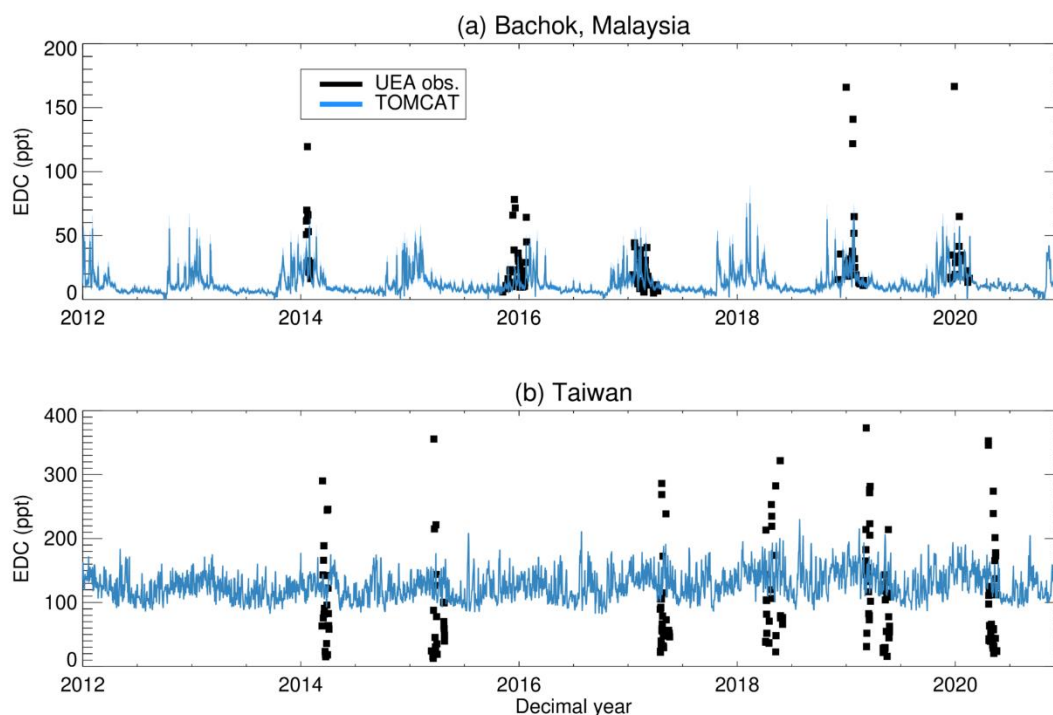 (a) Bachok, Malaysia
200
150
100
50
0
EDC (ppt)
UEA obs.
TOMCAT
2012 2014 2016 2018 2020
(b) Taiwan
400
300
200
100
0
EDC (ppt)
2012 2014 2016 2018 2020
Decimal year